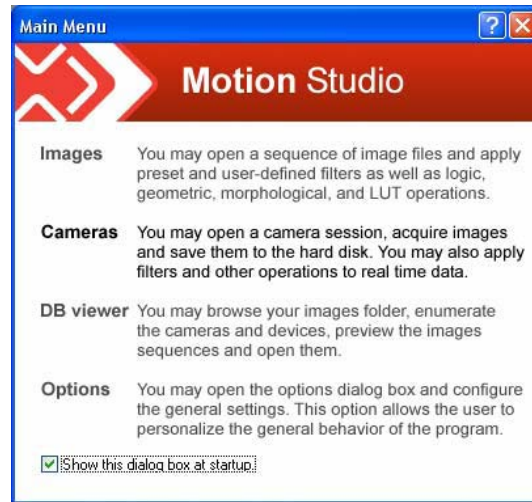 Main Menu
Motion Studio
Images You may open a sequence of image files and apply
preset and user-defined filters as well as logic,
geometric, morphological, and LUT operations.
Cameras You may open a camera session, acquire images
and save them to the hard disk. You may also apply
filters and other operations to real time data.
DB viewer You may browse your images folder, enumerate
the cameras and devices, preview the images
sequences and open them.
Options You may open the options dialog box and configure
the general settings. This option allows the user to
personalize the general behavior of the program.
Show this dialog box at startup.